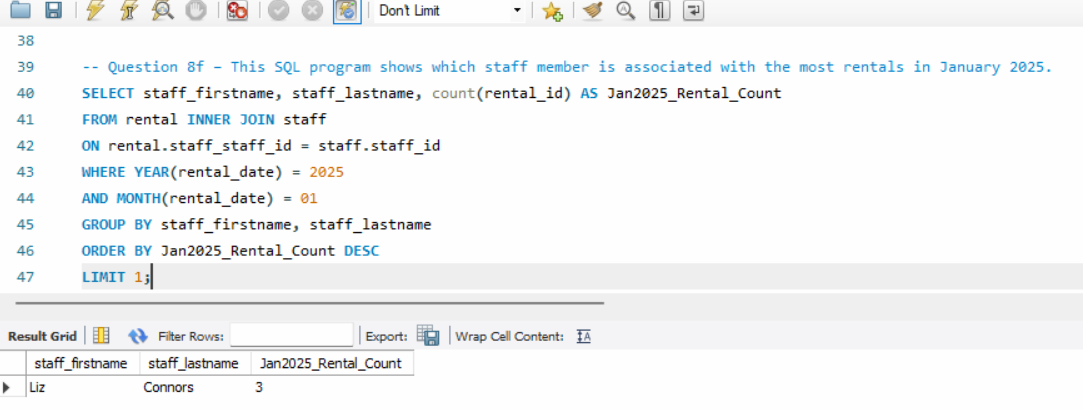 Don't Limit
38
39 -- Question 8f – This SQL program shows which staff member is associated with the most rentals in January 2025.
40 SELECT staff_firstname, staff_lastname, count(rental_id) AS Jan2025_Rental_Count
41 FROM rental INNER JOIN staff
42 ON rental.staff_staff_id = staff.staff_id
43 WHERE YEAR(rental_date) = 2025
44 AND MONTH(rental_date) = 01
45 GROUP BY staff_firstname, staff_lastname
46 ORDER BY Jan2025_Rental_Count DESC
47 LIMIT 1;
Result Grid Filter Rows: Export: Wrap Cell Content:
staff_firstname staff_lastname Jan2025_Rental_Count
Liz Connors 3